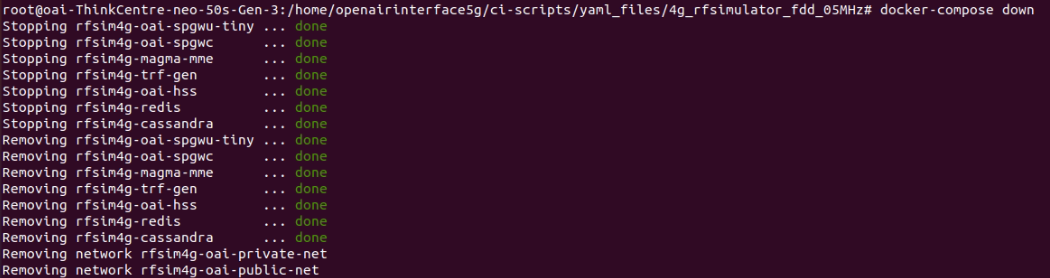 root@oai-ThinkCentre-neo-50s-Gen-3:/home/openairinterface5g/ci-scripts/yaml_files/4g_rfsimulator_fdd_05MHz# docker-compose down
Stopping rfsim4g-oai-spgwu-tiny ... done
Stopping rfsim4g-oai-spgwc      ... done
Stopping rfsim4g-magma-mme      ... done
Stopping rfsim4g-trf-gen        ... done
Stopping rfsim4g-oai-hss        ... done
Stopping rfsim4g-redis          ... done
Stopping rfsim4g-cassandra      ... done
Removing rfsim4g-oai-spgwu-tiny ... done
Removing rfsim4g-oai-spgwc      ... done
Removing rfsim4g-magma-mme      ... done
Removing rfsim4g-trf-gen        ... done
Removing rfsim4g-oai-hss        ... done
Removing rfsim4g-redis          ... done
Removing rfsim4g-cassandra      ... done
Removing network rfsim4g-oai-private-net
Removing network rfsim4g-oai-public-net